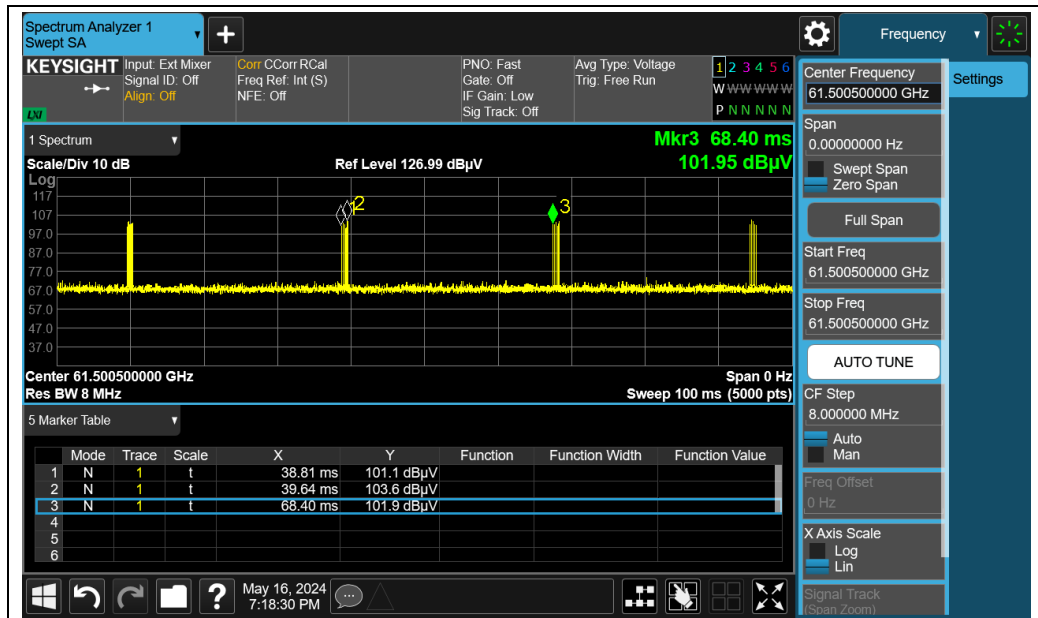 Spectrum Analyzer 1
Swept SA
Frequency
KEYSIGHT
Input: Ext Mixer
Signal ID: Off
Align: Off
Corr CCorr RCal
Freq Ref: Int (S)
NFE: Off
PNO: Fast
Gate: Off
IF Gain: Low
Sig Track: Off
Avg Type: Voltage
Trig: Free Run
1 2 3 4 5 6
W W W W W W
P N N N N N
LXI
1 Spectrum
Mkr3 68.40 ms
Scale/Div 10 dB
Ref Level 126.99 dBµV
101.95 dBµV
Log
117
107
97.0
87.0
77.0
67.0
57.0
47.0
37.0
1
2
3
Center 61.500500000 GHz
Span 0 Hz
Res BW 8 MHz
Sweep 100 ms (5000 pts)
5 Marker Table
Mode Trace Scale X Y Function Function Width Function Value
1 N 1 t 38.81 ms 101.1 dBµV
2 N 1 t 39.64 ms 103.6 dBµV
3 N 1 t 68.40 ms 101.9 dBµV
4
5
6
?
May 16, 2024
7:18:30 PM
Center Frequency
61.500500000 GHz
Settings
Span
0.00000000 Hz
Swept Span
Zero Span
Full Span
Start Freq
61.500500000 GHz
Stop Freq
61.500500000 GHz
AUTO TUNE
CF Step
8.000000 MHz
Auto
Man
Freq Offset
0 Hz
X Axis Scale
Log
Lin
Signal Track
(Span Zoom)